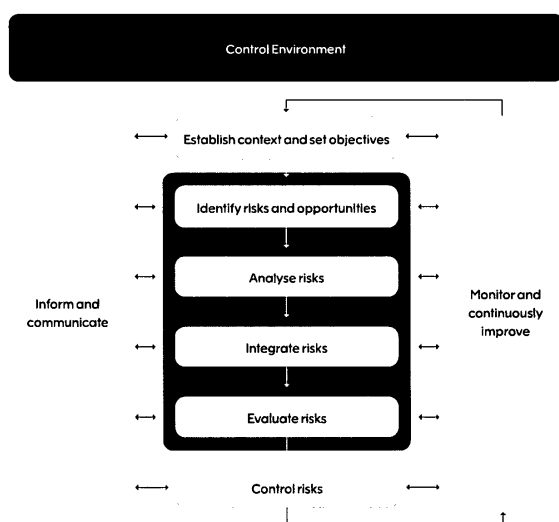 Control Environment
Establish context and set objectives
Identify risks and opportunities
Analyse risks
Inform and
communicate
Monitor and
continuously
improve
Integrate risks
Evaluate risks
Control risks